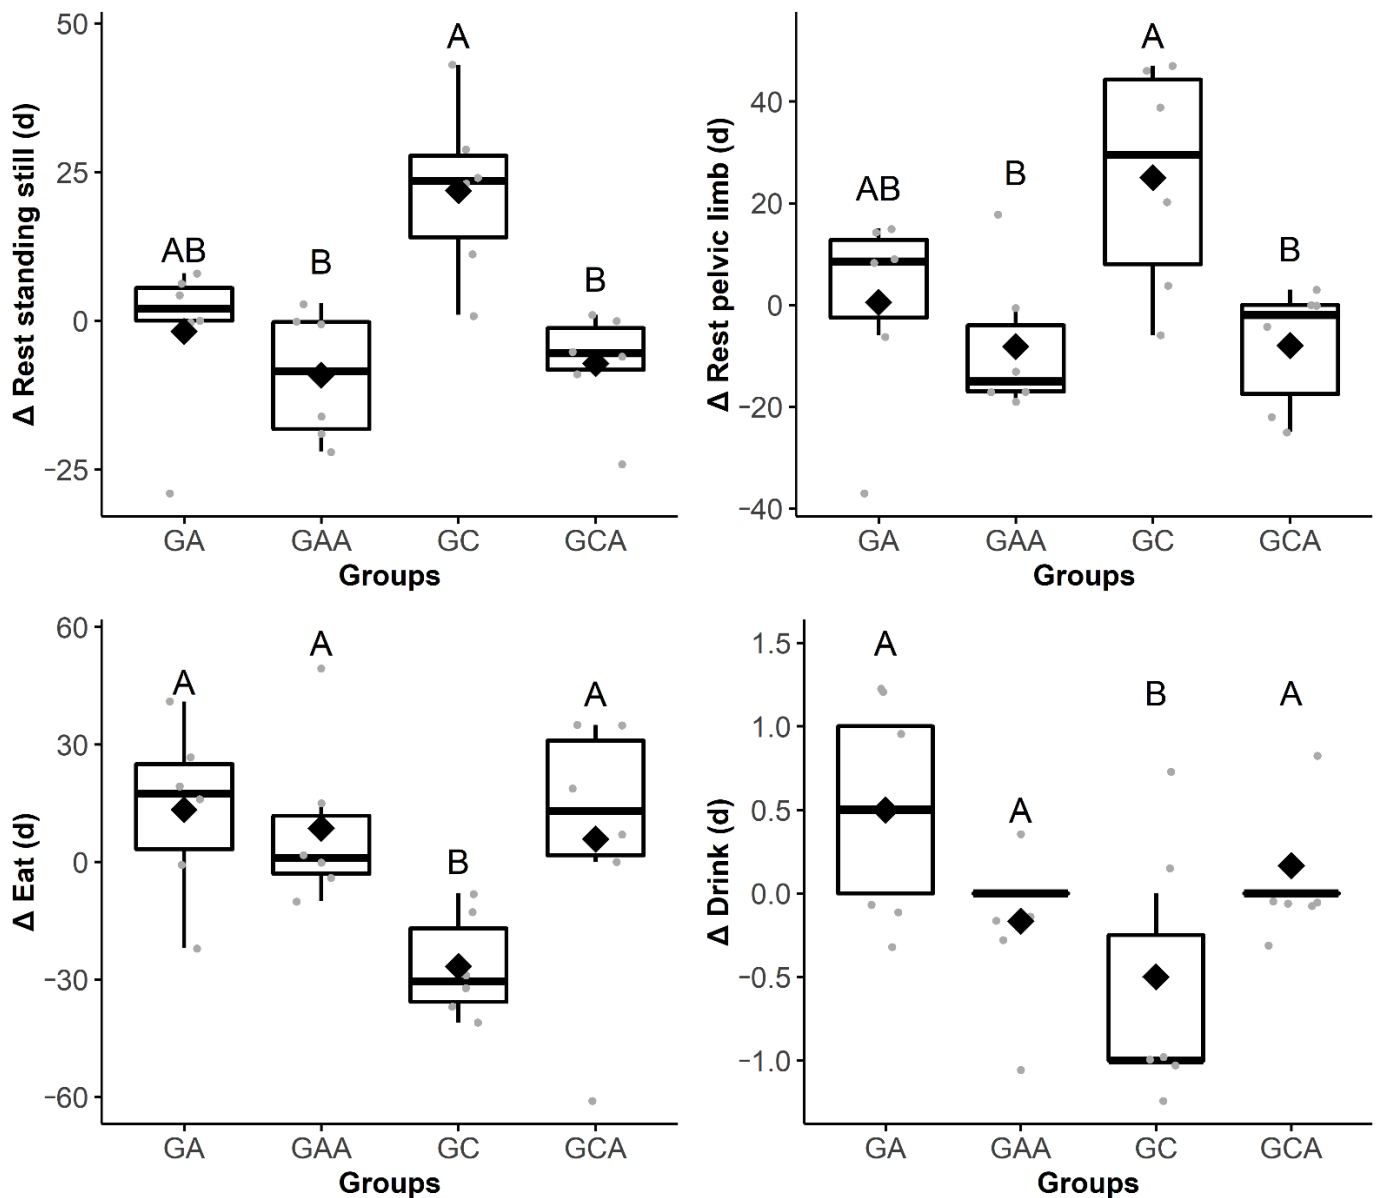 Δ Rest standing still (d)
50
25
0
−25
A
AB
B
B
GA GAA GC GCA
Groups
Δ Rest pelvic limb (d)
40
20
0
−20
−40
A
AB
B
B
GA GAA GC GCA
Groups
Δ Eat (d)
60
30
0
−30
−60
A
A
A
B
GA GAA GC GCA
Groups
Δ Drink (d)
1.5
1.0
0.5
0.0
−0.5
−1.0
A
B
A
A
GA GAA GC GCA
Groups